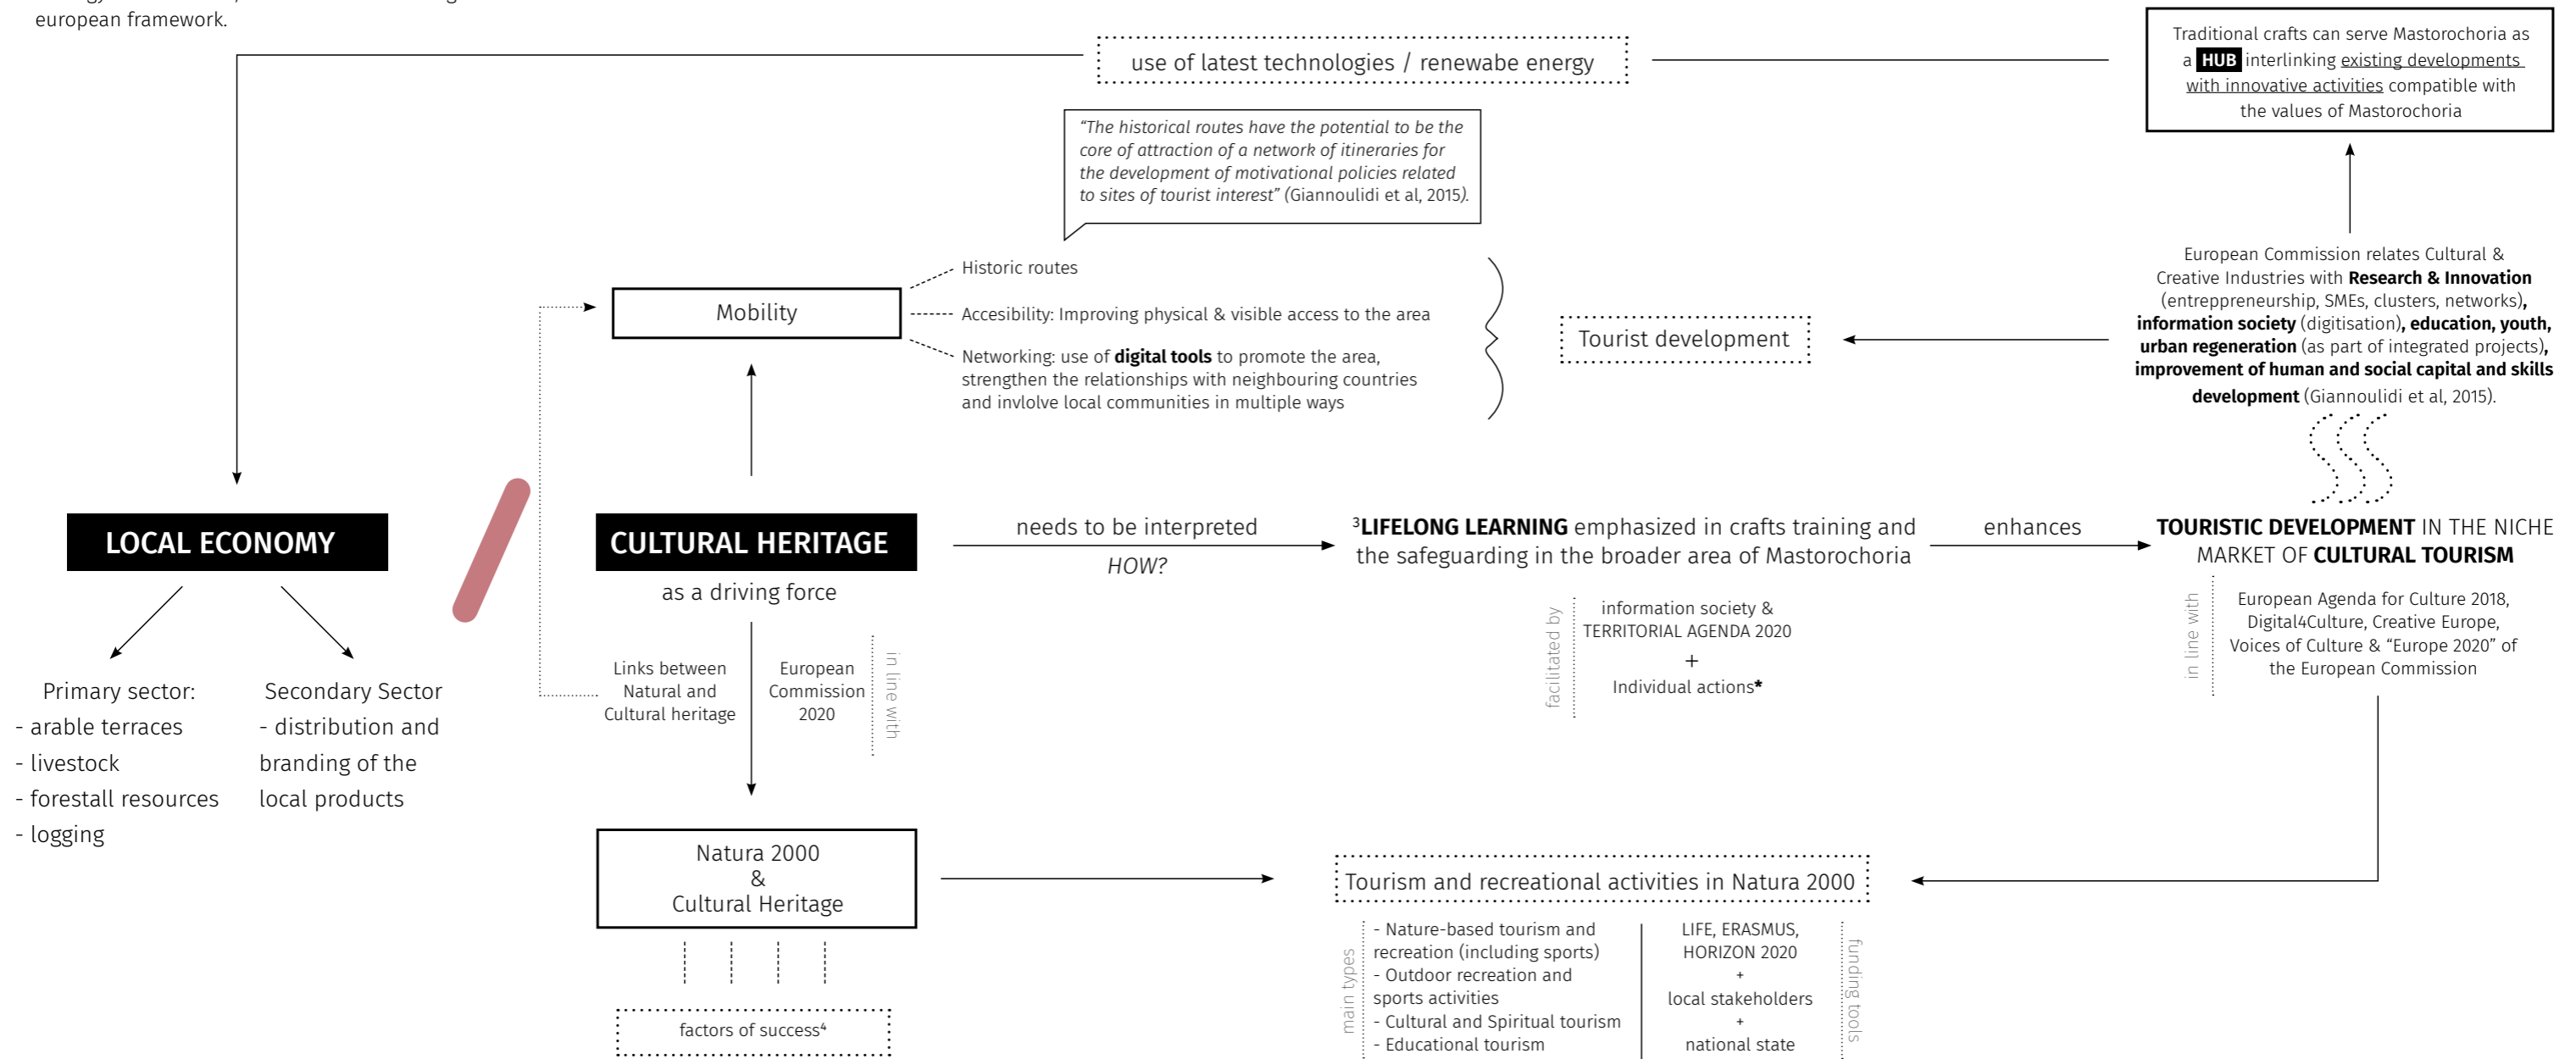 european framework.
use of latest technologies / renewabe energy
Traditional crafts can serve Mastorochoria as
a HUB interlinking existing developments
with innovative activities compatible with
the values of Mastorochoria
“The historical routes have the potential to be the
core of attraction of a network of itineraries for
the development of motivational policies related
to sites of tourist interest” (Giannoulidi et al, 2015).
Mobility
Historic routes
Accesibility: Improving physical & visible access to the area
Networking: use of digital tools to promote the area,
strengthen the relationships with neighbouring countries
and invlolve local communities in multiple ways
Tourist development
European Commission relates Cultural &
Creative Industries with Research & Innovation
(entreppreneurship, SMEs, clusters, networks),
information society (digitisation), education, youth,
urban regeneration (as part of integrated projects),
improvement of human and social capital and skills
development (Giannoulidi et al, 2015).
LOCAL ECONOMY
CULTURAL HERITAGE
as a driving force
needs to be interpreted
HOW?
³LIFELONG LEARNING emphasized in crafts training and
the safeguarding in the broader area of Mastorochoria
enhances
TOURISTIC DEVELOPMENT IN THE NICHE
MARKET OF CULTURAL TOURISM
Primary sector:
- arable terraces
- livestock
- forestall resources
- logging
Secondary Sector
- distribution and
branding of the
local products
Links between
Natural and
Cultural heritage
European
Commission
2020
in line with
facilitated by
information society &
TERRITORIAL AGENDA 2020
+
Individual actions*
in line with
European Agenda for Culture 2018,
Digital4Culture, Creative Europe,
Voices of Culture & “Europe 2020” of
the European Commission
Natura 2000
&
Cultural Heritage
factors of success⁴
Tourism and recreational activities in Natura 2000
main types
- Nature-based tourism and
recreation (including sports)
- Outdoor recreation and
sports activities
- Cultural and Spiritual tourism
- Educational tourism
LIFE, ERASMUS,
HORIZON 2020
+
local stakeholders
+
national state
funding tools